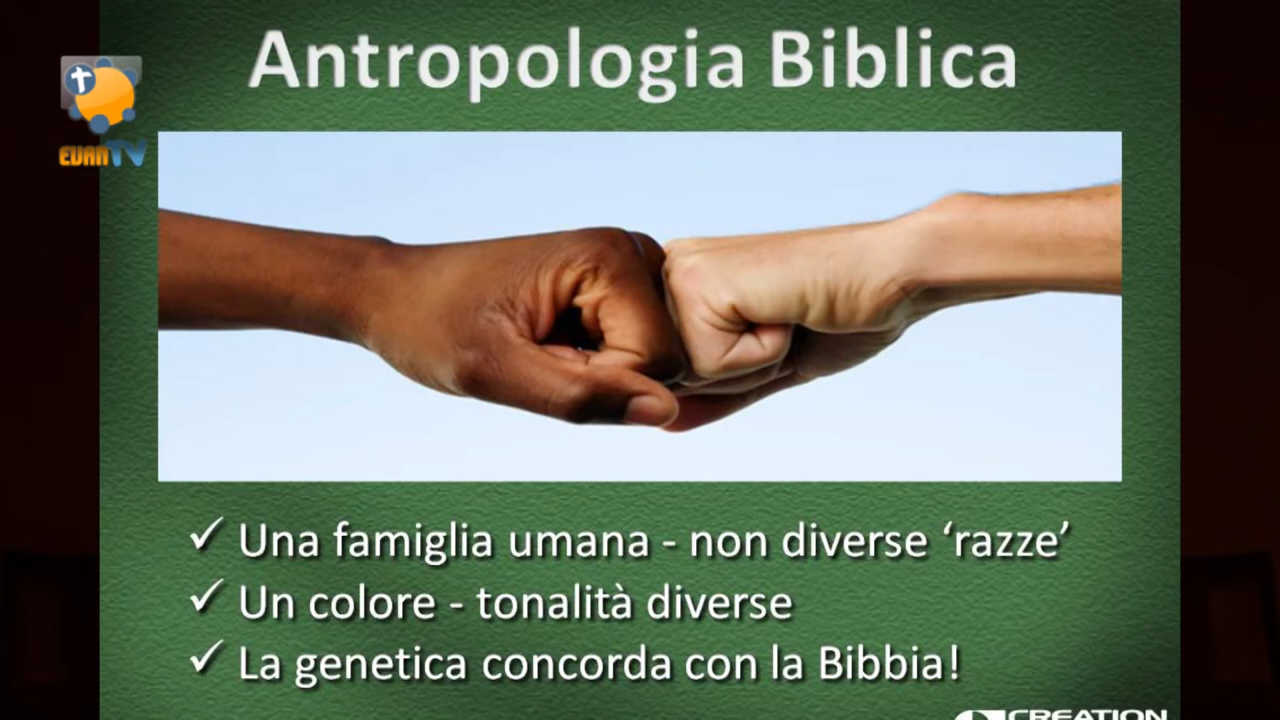 Antropologia Biblica
EVANTV
✓ Una famiglia umana - non diverse ‘razze’
✓ Un colore - tonalità diverse
✓ La genetica concorda con la Bibbia!
CREATION